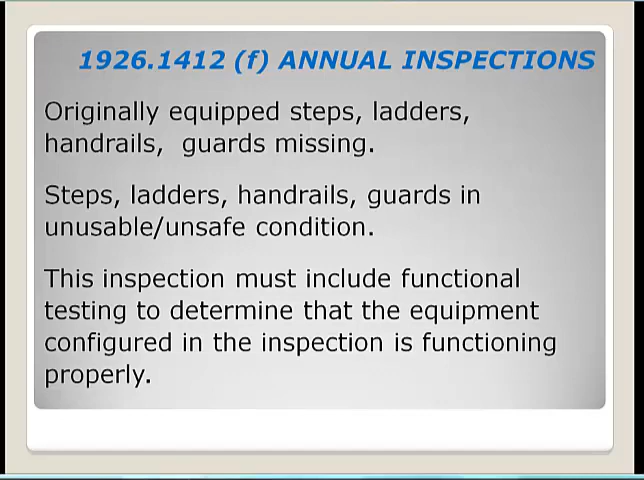 1926.1412 (f) ANNUAL INSPECTIONS
Originally equipped steps, ladders,
handrails, guards missing.
Steps, ladders, handrails, guards in
unusable/unsafe condition.
This inspection must include functional
testing to determine that the equipment
configured in the inspection is functioning
properly.